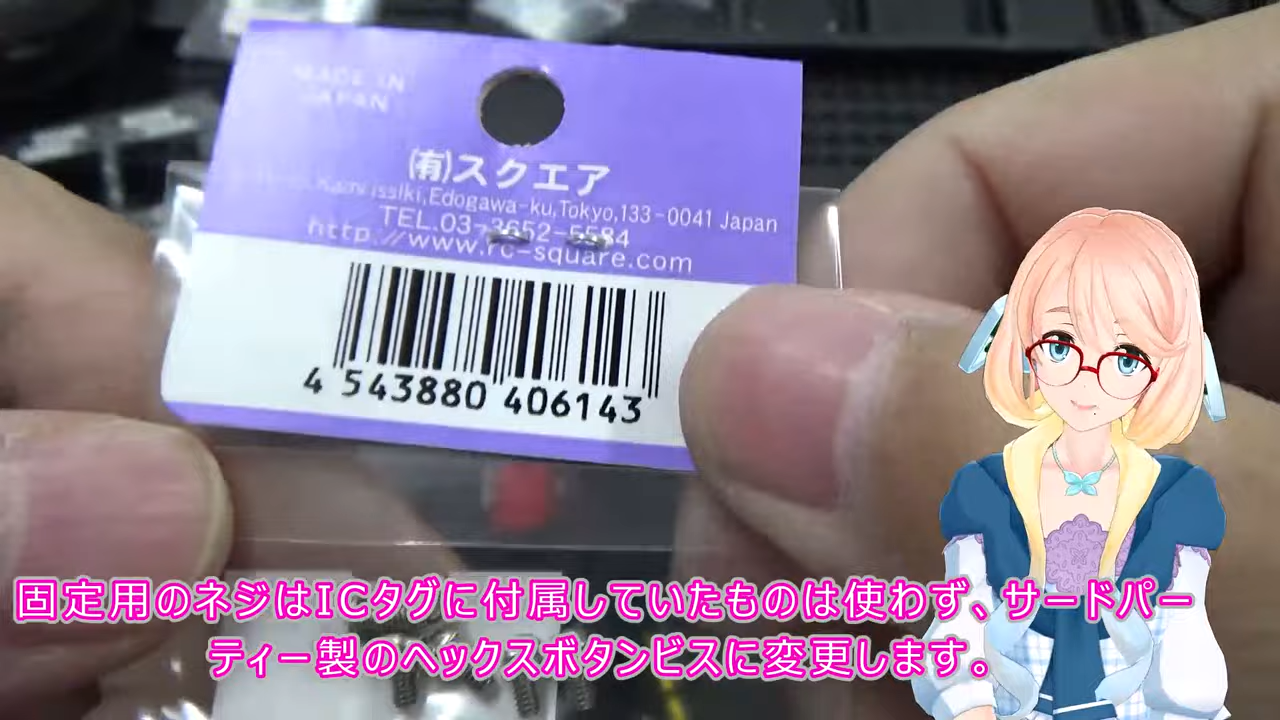 MADE IN
JAPAN
㈲スクエア
Kamiissiki,Edogawa-ku,Tokyo,133-0041 Japan
TEL.03-3652-5584
http://www.rc-square.com
4 543880 406143
固定用のネジはICタグに付属していたものは使わず、サードパー
ティー製のヘックスボタンビスに変更します。